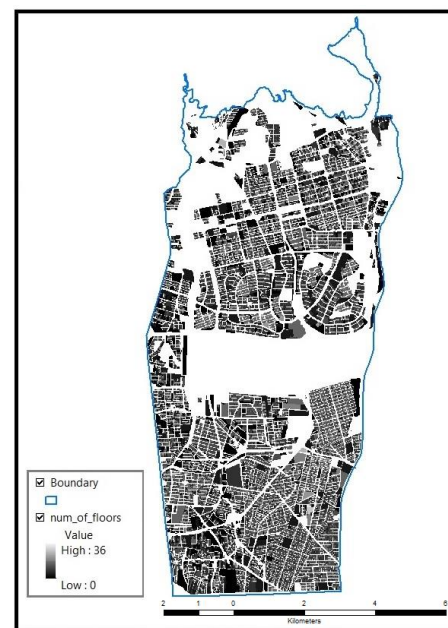 Boundary
num_of_floors
Value
High : 36
Low : 0
2 1 0 2 4 6
Kilometers